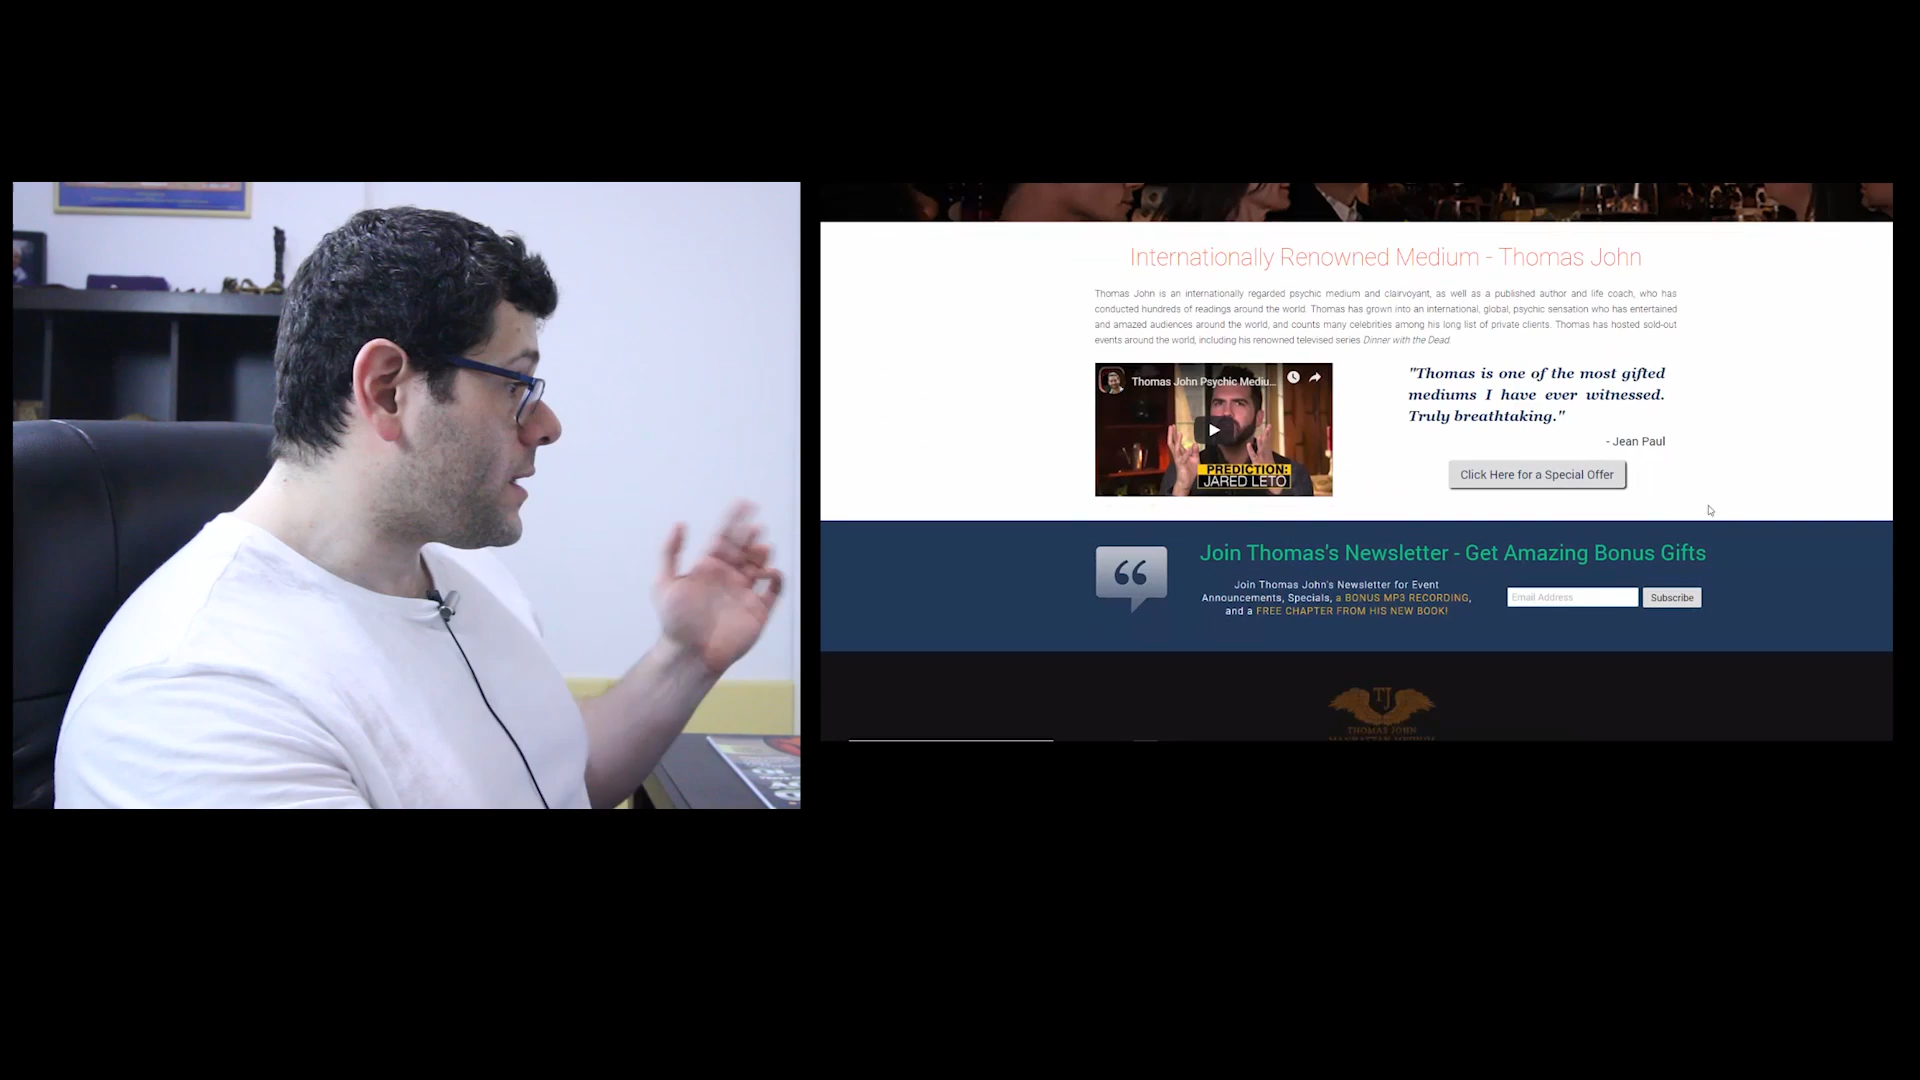 Internationally Renowned Medium - Thomas John
Thomas John is an internationally regarded psychic medium and clairvoyant, as well as a published author and life coach, who has
conducted hundreds of readings around the world. Thomas has grown into an international, global, psychic sensation who has entertained
and amazed audiences around the world, and counts many celebrities among his long list of private clients. Thomas has hosted sold-out
events around the world, including his renowned televised series Dinner with the Dead.
Thomas John Psychic Mediu...
PREDICTION:
JARED LETO
"Thomas is one of the most gifted
mediums I have ever witnessed.
Truly breathtaking."
- Jean Paul
Click Here for a Special Offer
Join Thomas's Newsletter - Get Amazing Bonus Gifts
Join Thomas John's Newsletter for Event
Announcements, Specials, a BONUS MP3 RECORDING,
and a FREE CHAPTER FROM HIS NEW BOOK!
Email Address
Subscribe
TJ
THOMAS JOHN
MANHATTAN MEDIUM